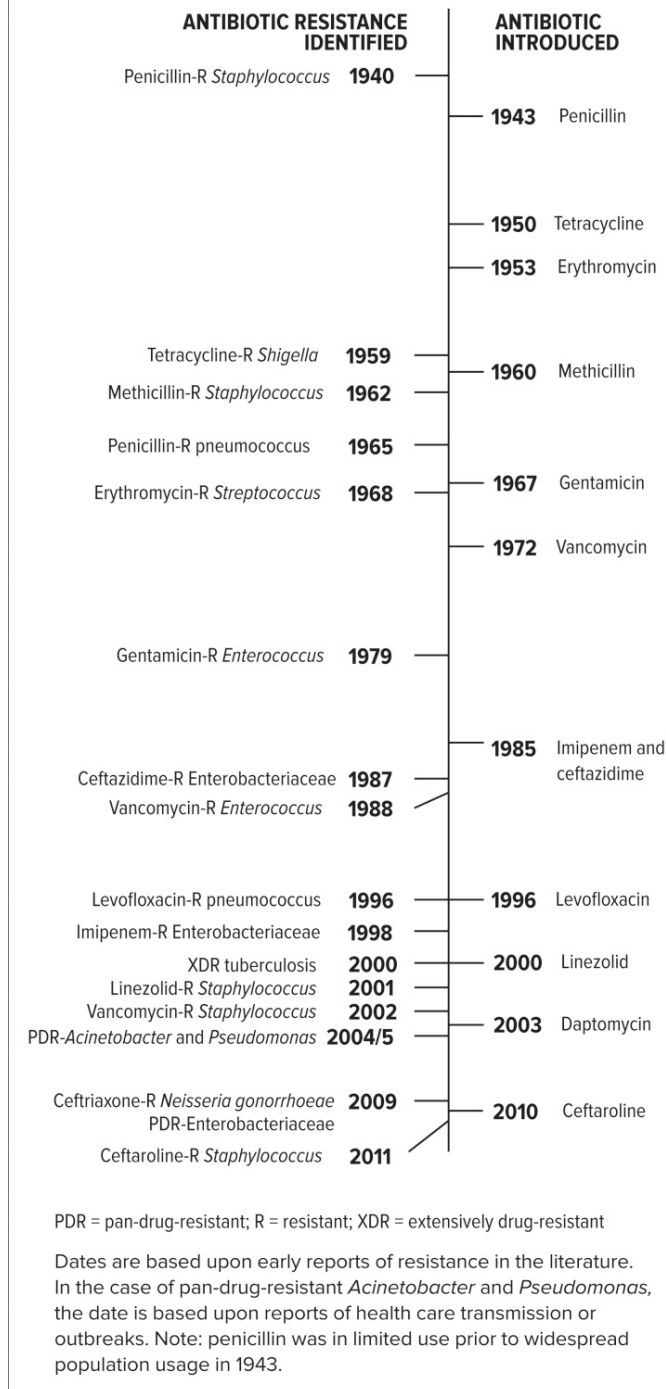 ANTIBIOTIC RESISTANCE IDENTIFIED
ANTIBIOTIC INTRODUCED
Penicillin-R Staphylococcus 1940
1943 Penicillin
1950 Tetracycline
1953 Erythromycin
Tetracycline-R Shigella 1959
1960 Methicillin
Methicillin-R Staphylococcus 1962
Penicillin-R pneumococcus 1965
1967 Gentamicin
Erythromycin-R Streptococcus 1968
1972 Vancomycin
Gentamicin-R Enterococcus 1979
1985 Imipenem and
ceftazidime
Ceftazidime-R Enterobacteriaceae 1987
Vancomycin-R Enterococcus 1988
Levofloxacin-R pneumococcus 1996
1996 Levofloxacin
Imipenem-R Enterobacteriaceae 1998
XDR tuberculosis 2000
2000 Linezolid
Linezolid-R Staphylococcus 2001
Vancomycin-R Staphylococcus 2002
2003 Daptomycin
PDR-Acinetobacter and Pseudomonas 2004/5
Ceftriaxone-R Neisseria gonorrhoeae 2009
PDR-Enterobacteriaceae
2010 Ceftaroline
Ceftaroline-R Staphylococcus 2011
PDR = pan-drug-resistant; R = resistant; XDR = extensively drug-resistant
Dates are based upon early reports of resistance in the literature.
In the case of pan-drug-resistant Acinetobacter and Pseudomonas,
the date is based upon reports of health care transmission or
outbreaks. Note: penicillin was in limited use prior to widespread
population usage in 1943.